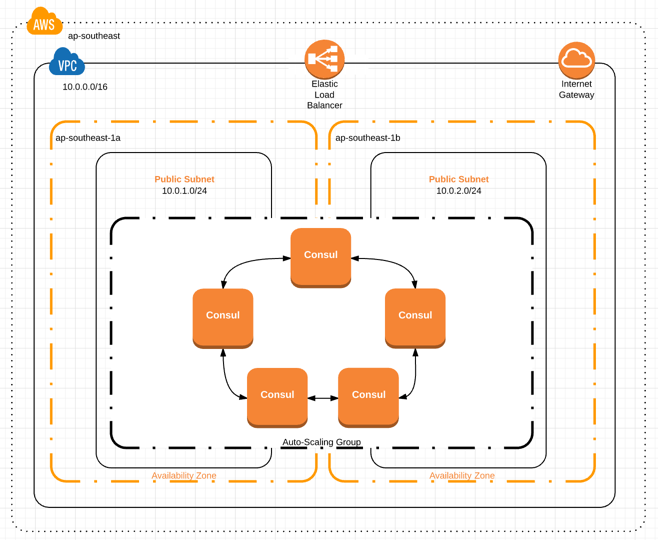 AWS
ap-southeast
VPC
10.0.0.0/16
Elastic
Load
Balancer
Internet
Gateway
ap-southeast-1a
ap-southeast-1b
Public Subnet
10.0.1.0/24
Public Subnet
10.0.2.0/24
Consul
Consul
Consul
Consul
Consul
Auto-Scaling Group
Availability Zone
Availability Zone